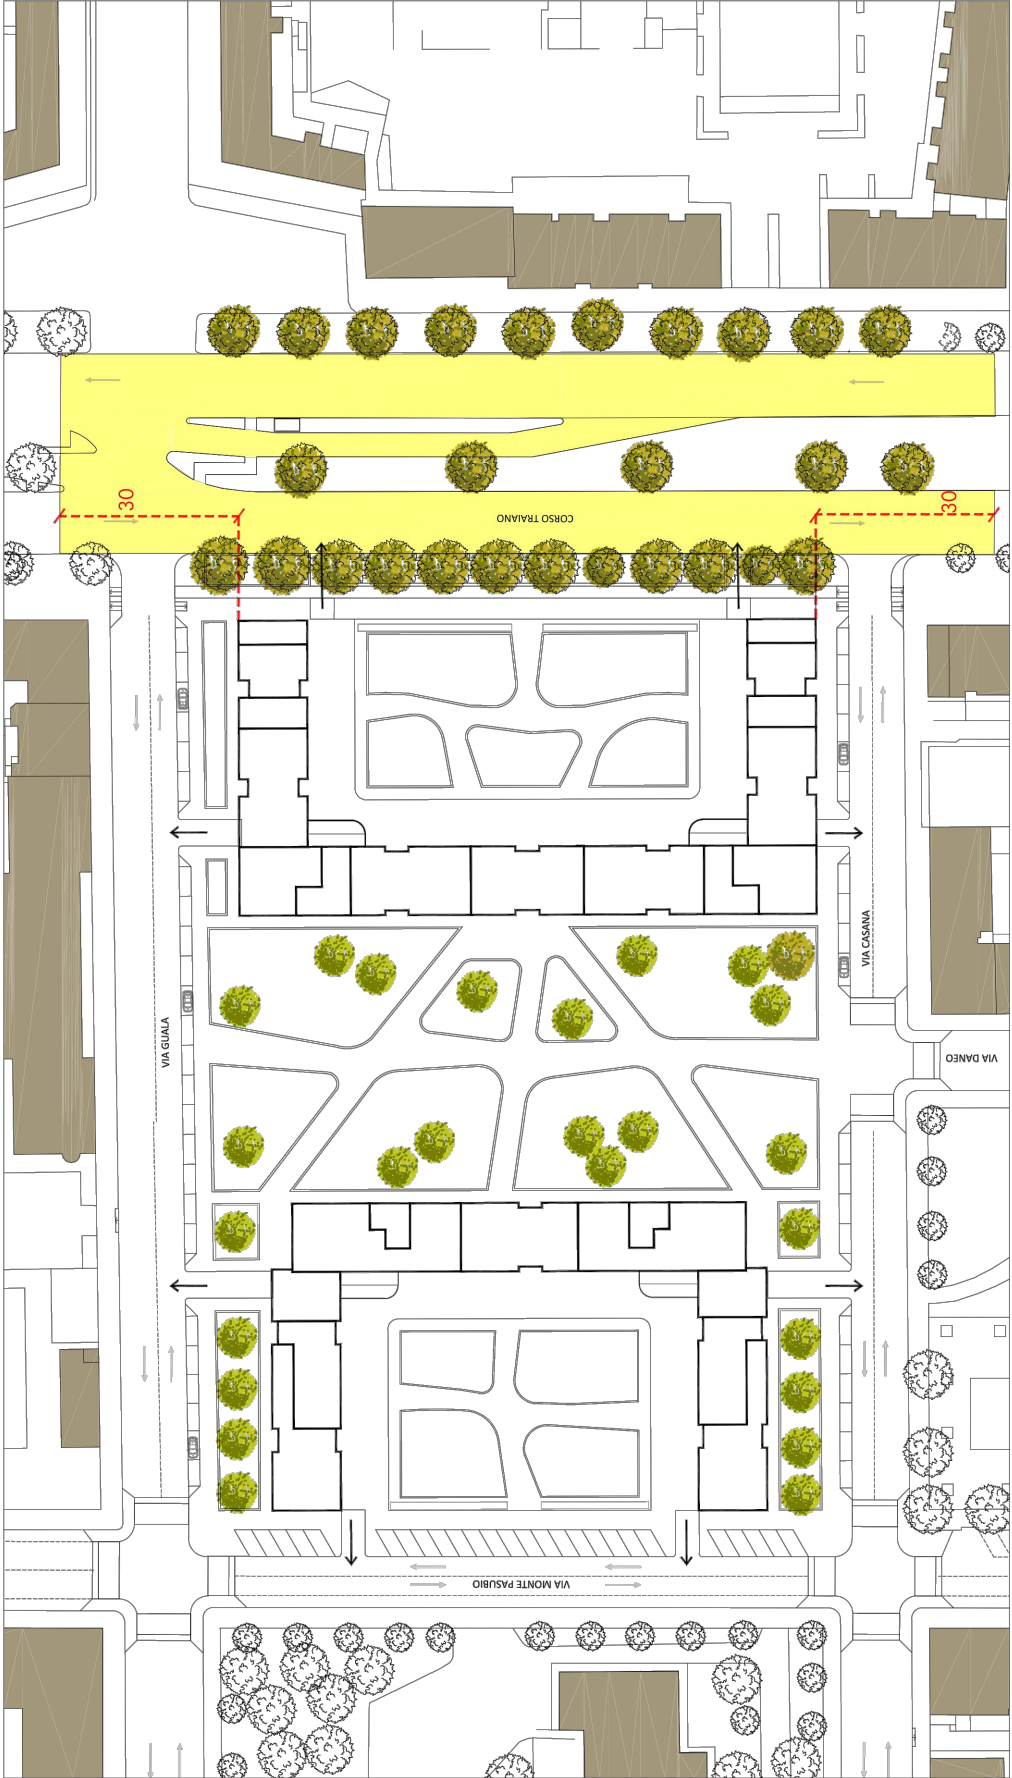 30
30
CORSO TRAIANO
VIA CASANA
VIA GUALA
VIA DANEO
VIA MONTE PASUBIO